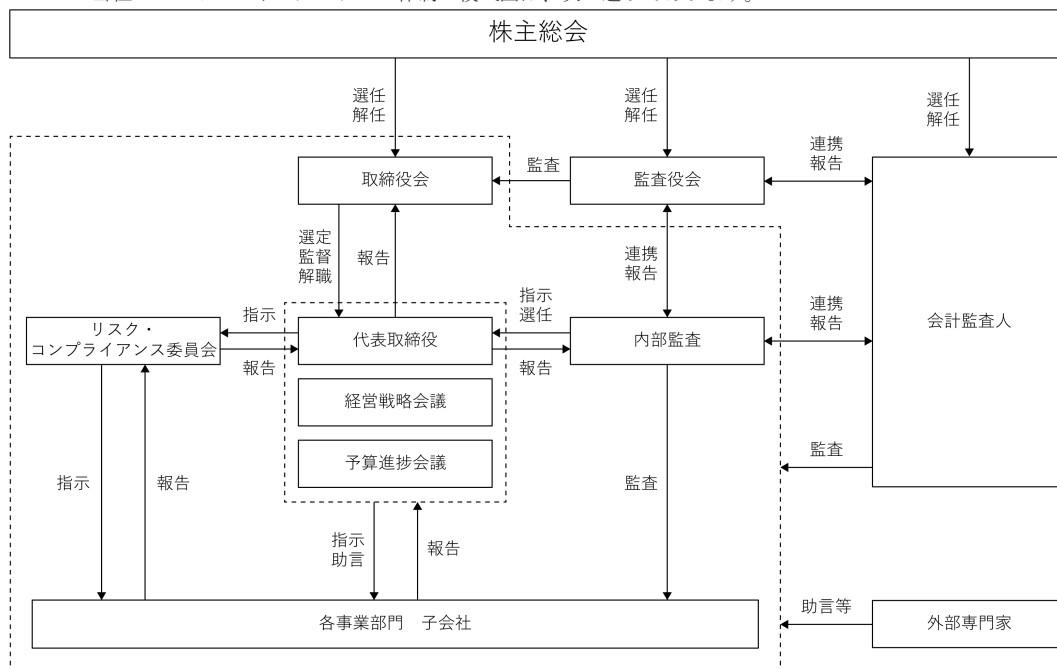 株主総会
選任
解任
選任
解任
選任
解任
取締役会
監査
監査役会
連携
報告
選定
監督
解職
報告
連携
報告
指示
選任
連携
報告
会計監査人
リスク・
コンプライアンス委員会
指示
報告
代表取締役
報告
内部監査
経営戦略会議
予算進捗会議
監査
指示
報告
監査
指示
助言
報告
各事業部門 子会社
助言等
外部専門家